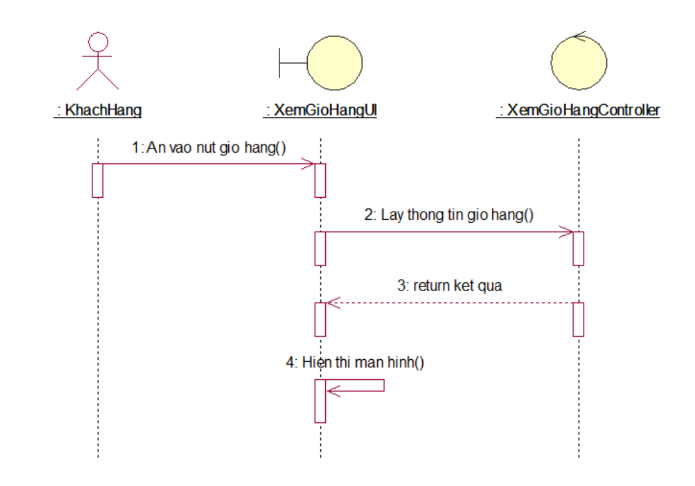 : KhachHang
: XemGioHangUI
: XemGioHangController
1: An vao nut gio hang()
2: Lay thong tin gio hang()
3: return ket qua
4: Hien thi man hinh()